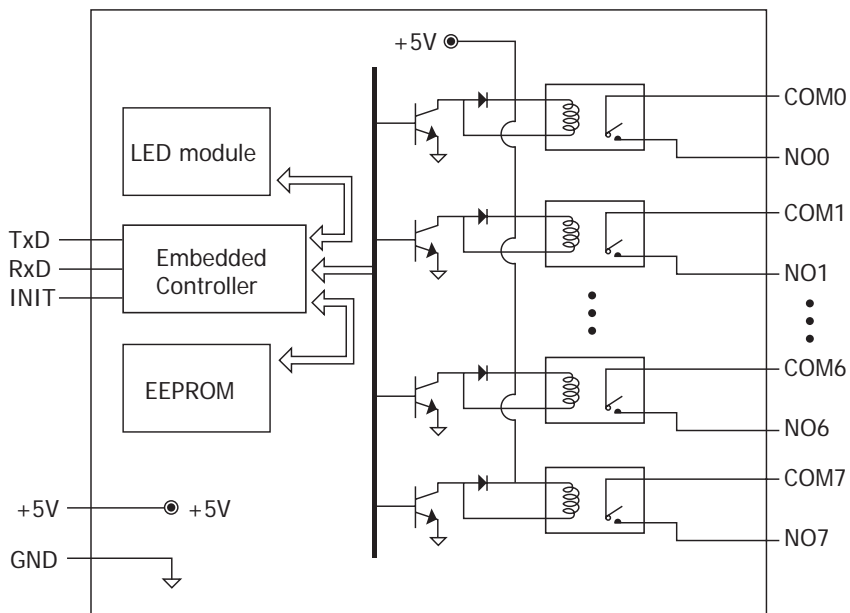 +5V
COM0
LED module
NO0
COM1
TxD
Embedded
Controller
RxD
NO1
INIT
COM6
EEPROM
NO6
COM7
+5V
+5V
NO7
GND